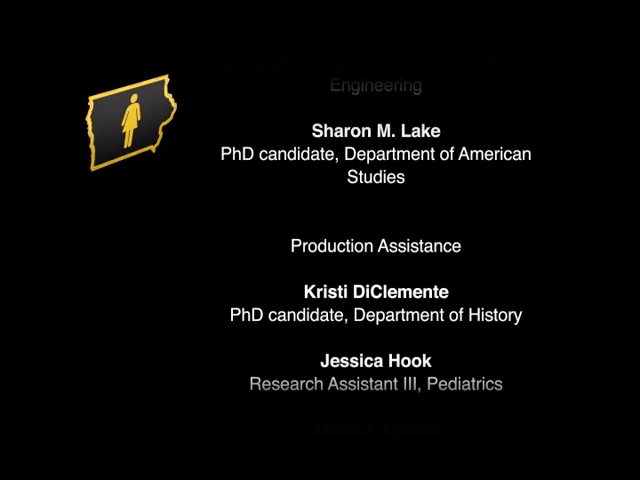 Engineering
Sharon M. Lake
PhD candidate, Department of American
Studies
Production Assistance
Kristi DiClemente
PhD candidate, Department of History
Jessica Hook
Research Assistant III, Pediatrics